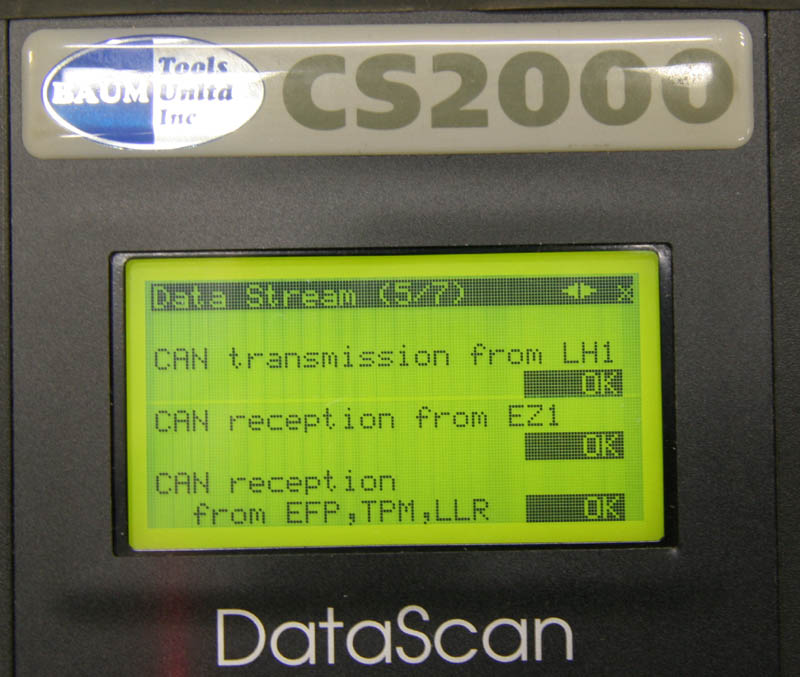 BAUM Tools Unltd Inc CS2000
Data Stream (5/7)
CAN transmission from LH1
OK
CAN reception from EZ1
OK
CAN reception
from EFP,TPM,LLR OK
DataScan